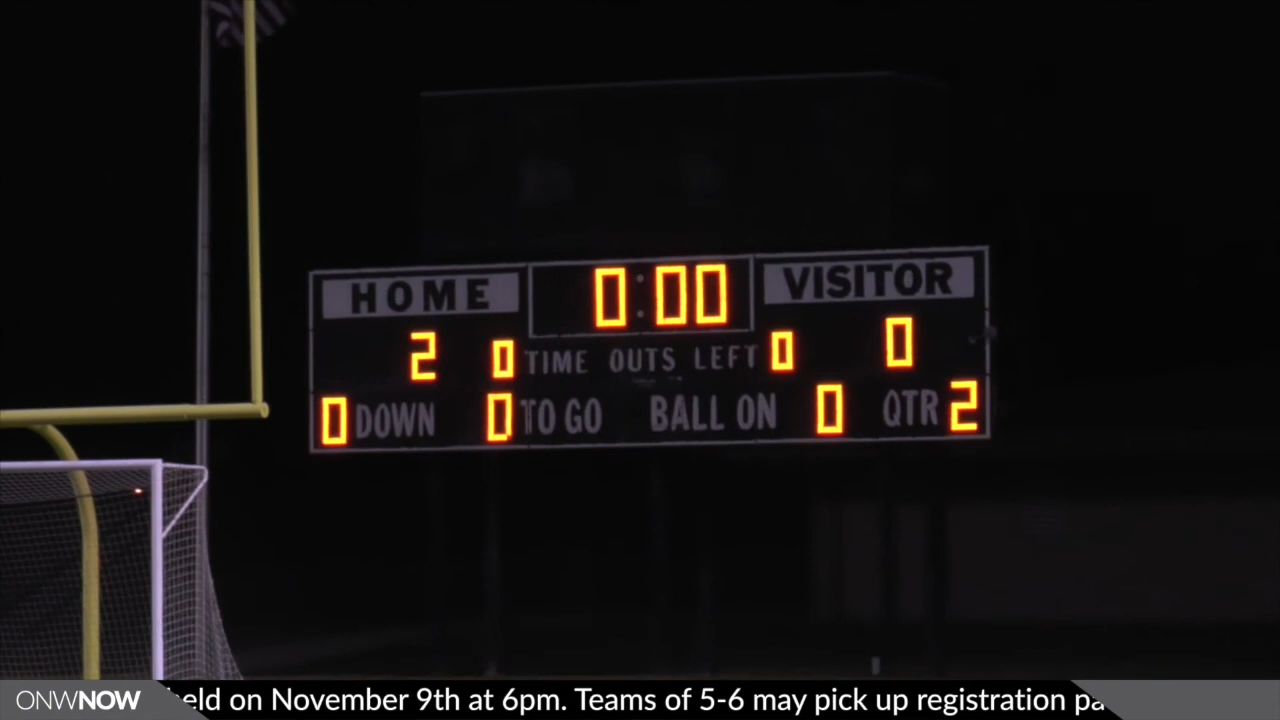 HOME 0:00 VISITOR
2 0 TIME OUTS LEFT 0 0
0 DOWN 0 TO GO BALL ON 0 QTR 2
ONWNOW held on November 9th at 6pm. Teams of 5-6 may pick up registration pa